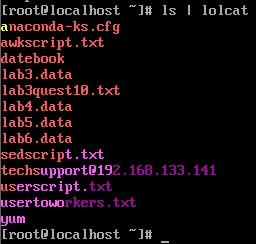 [root@localhost ~]# ls | lolcat
anaconda-ks.cfg
awkscript.txt
datebook
lab3.data
lab3quest10.txt
lab4.data
lab5.data
lab6.data
sedscript.txt
techsupport@192.168.133.141
userscript.txt
usertoworkers.txt
yum
[root@localhost ~]# _